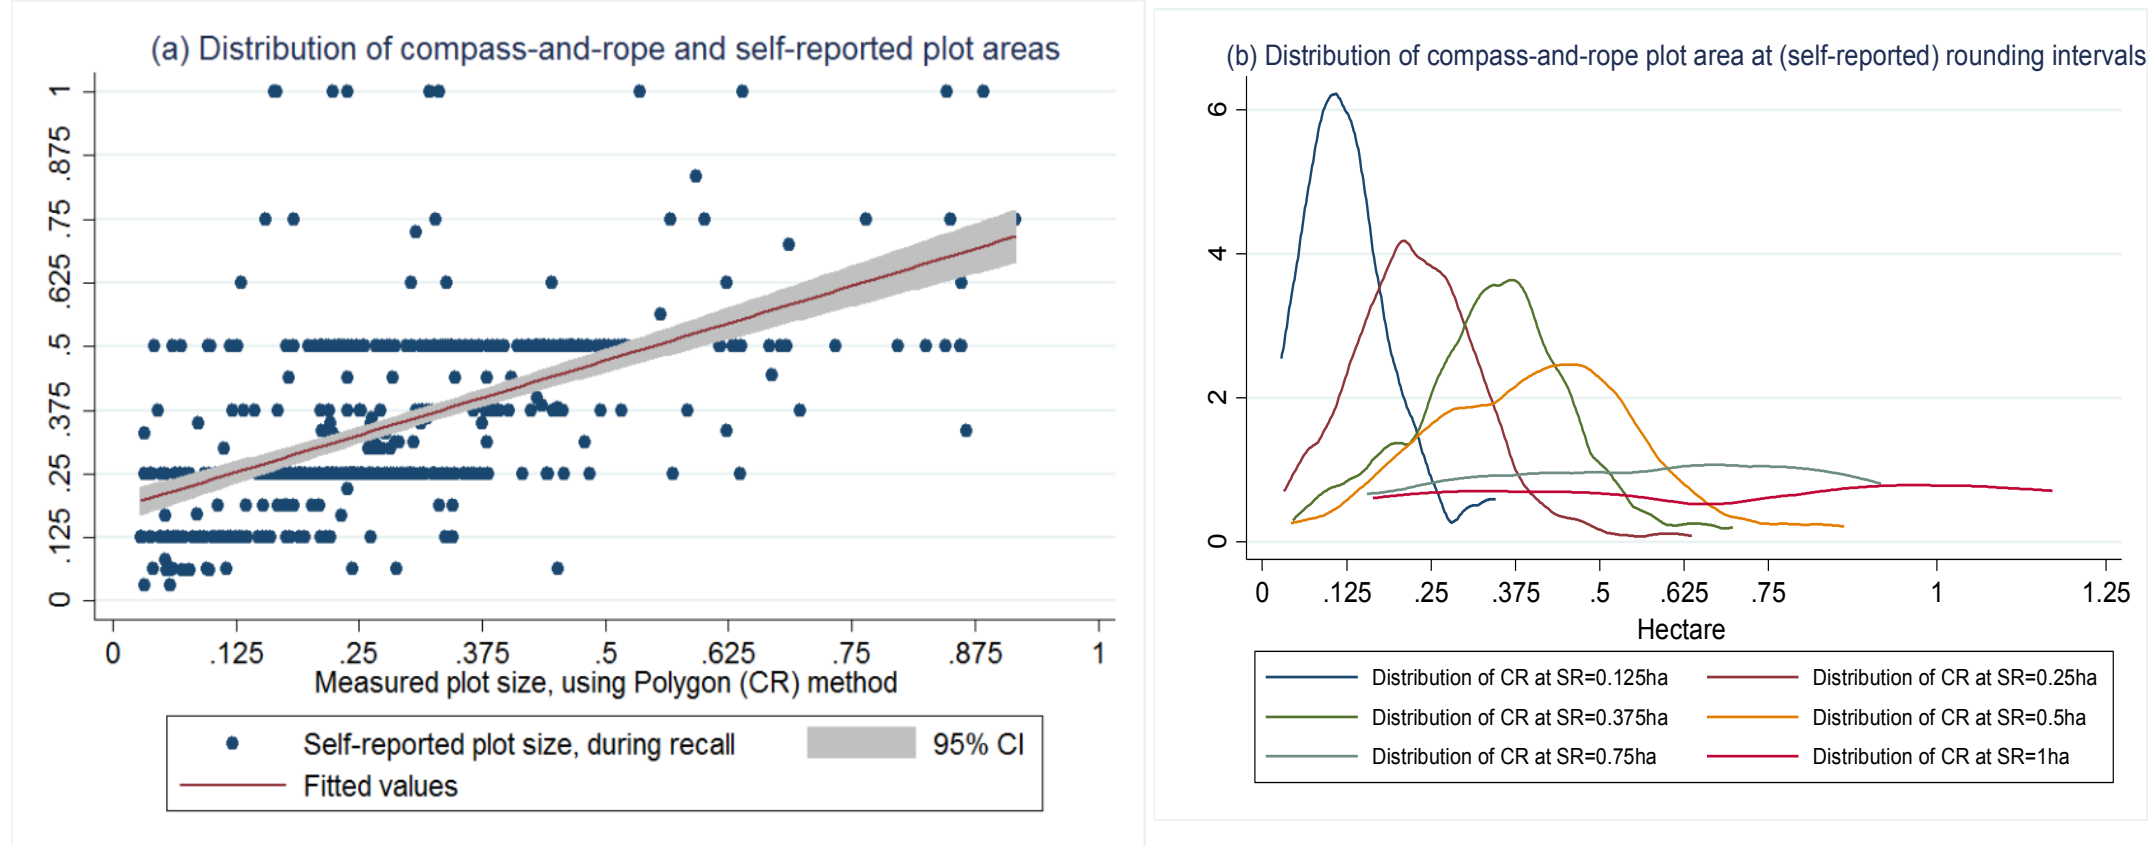 (a) Distribution of compass-and-rope and self-reported plot areas
1
.875
.75
.625
.5
.375
.25
.125
0
0 .125 .25 .375 .5 .625 .75 .875 1
Measured plot size, using Polygon (CR) method
Self-reported plot size, during recall 95% CI
Fitted values
(b) Distribution of compass-and-rope plot area at (self-reported) rounding intervals
6
4
2
0
0 .125 .25 .375 .5 .625 .75 1 1.25
Hectare
Distribution of CR at SR=0.125ha Distribution of CR at SR=0.25ha
Distribution of CR at SR=0.375ha Distribution of CR at SR=0.5ha
Distribution of CR at SR=0.75ha Distribution of CR at SR=1ha